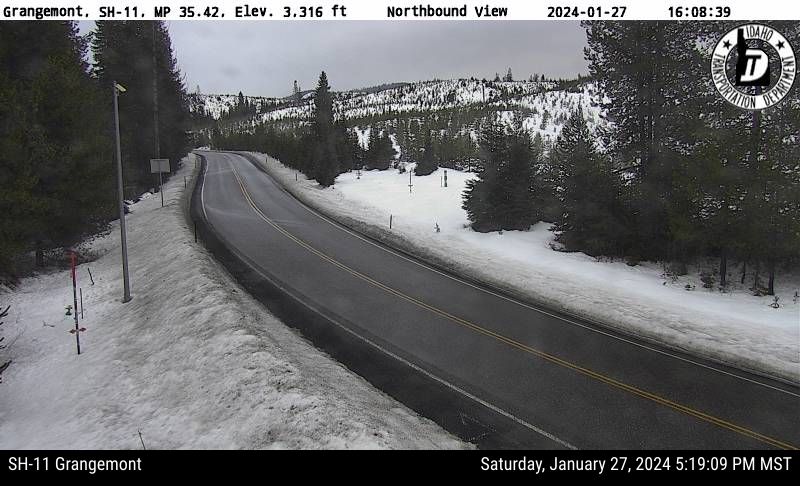 Grangemont, SH-11, MP 35.42, Elev. 3,316 ft Northbound View 2024-01-27 16:08:39
IDAHO
TRANSPORTATION DEPARTMENT
SH-11 Grangemont Saturday, January 27, 2024 5:19:09 PM MST